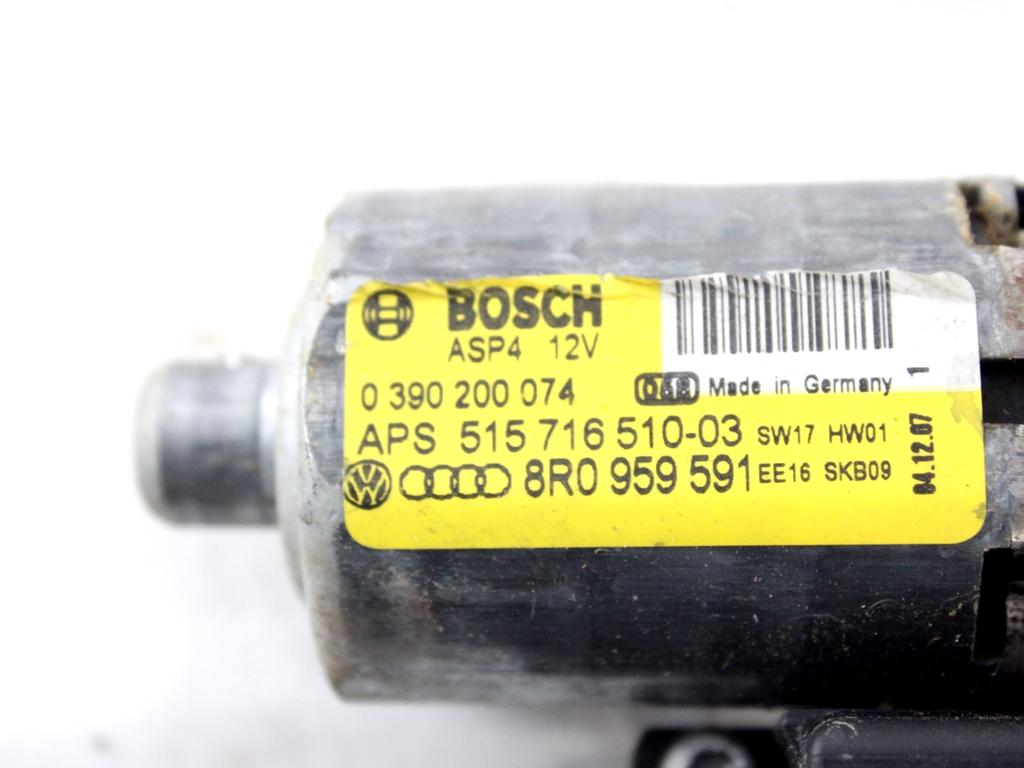 BOSCH
ASP4 12V
0 390 200 074
Made in Germany
1
APS 515 716 510-03 SW17 HW01
8R0 959 591 EE16 SKB09
04.12.07